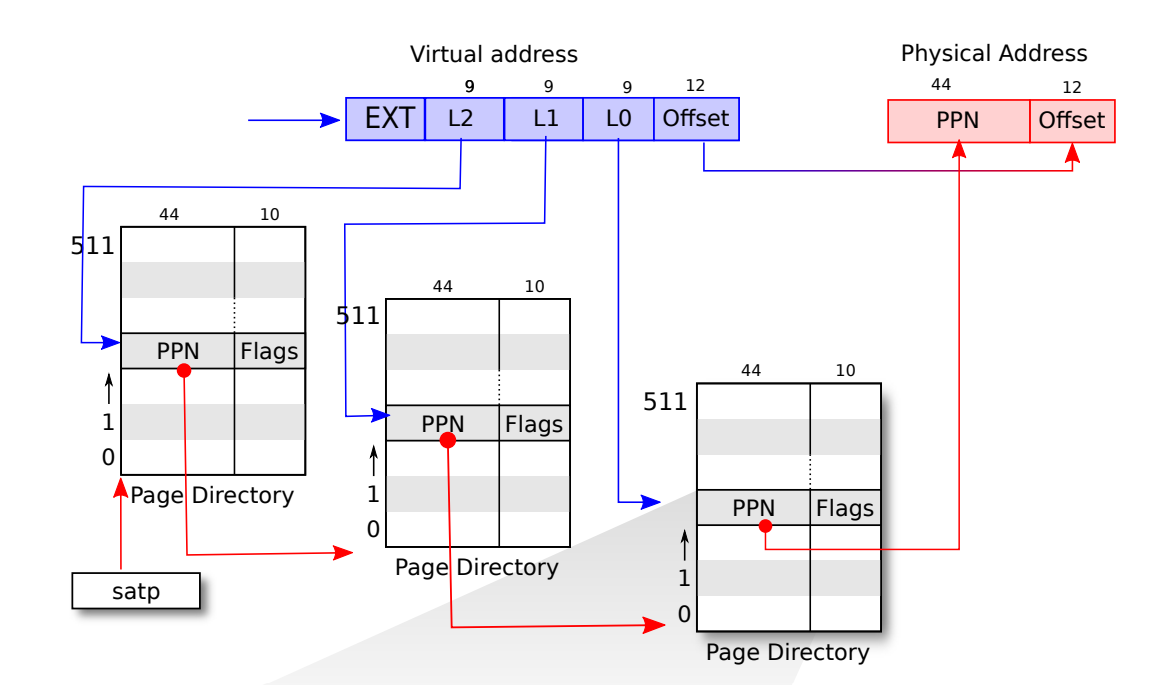 Virtual address
Physical Address
9 9 9 12
44 12
EXT L2 L1 L0 Offset
PPN Offset
44 10
511
PPN Flags
1
0
Page Directory
satp
44 10
511
PPN Flags
1
0
Page Directory
44 10
511
PPN Flags
1
0
Page Directory